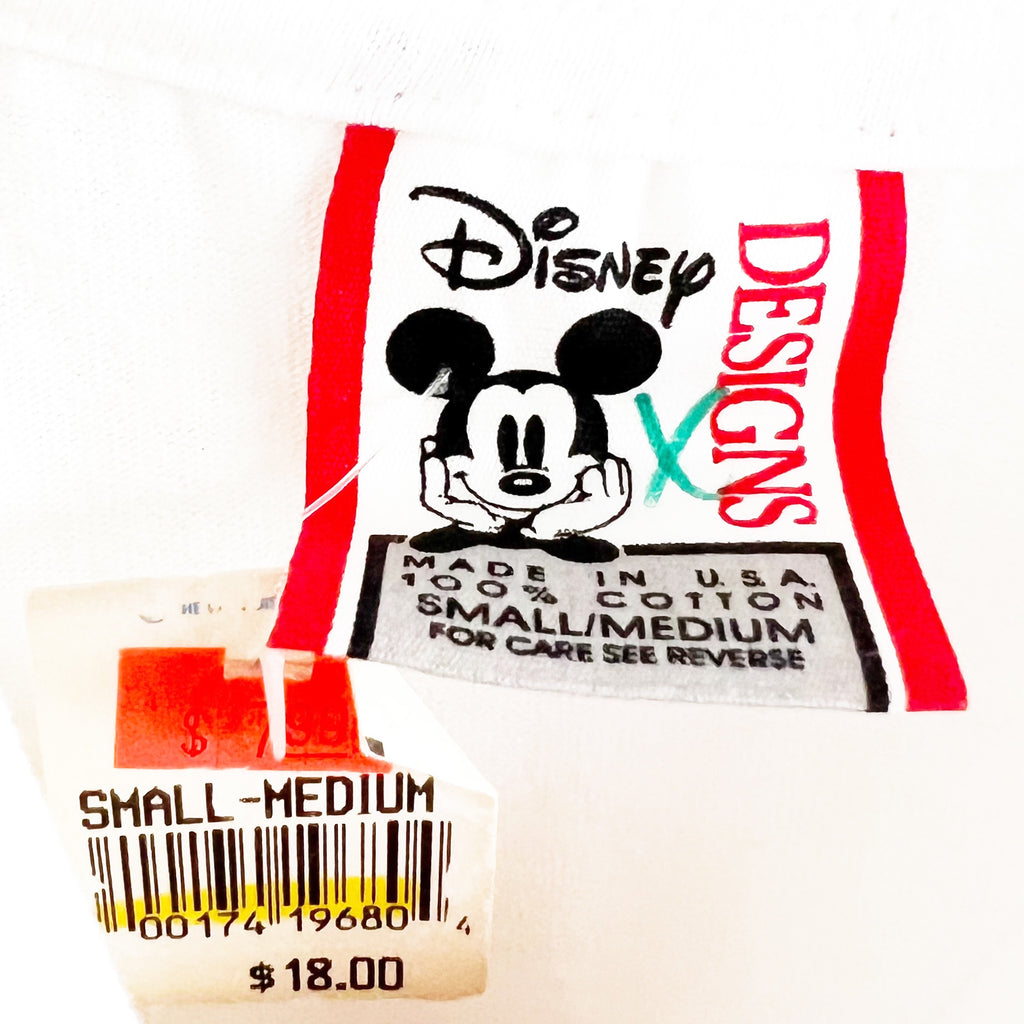 Disney
DESIGNS
X
MADE IN U.S.A.
100% COTTON
SMALL/MEDIUM
FOR CARE SEE REVERSE
SMALL-MEDIUM
00174 19680 4
$18.00